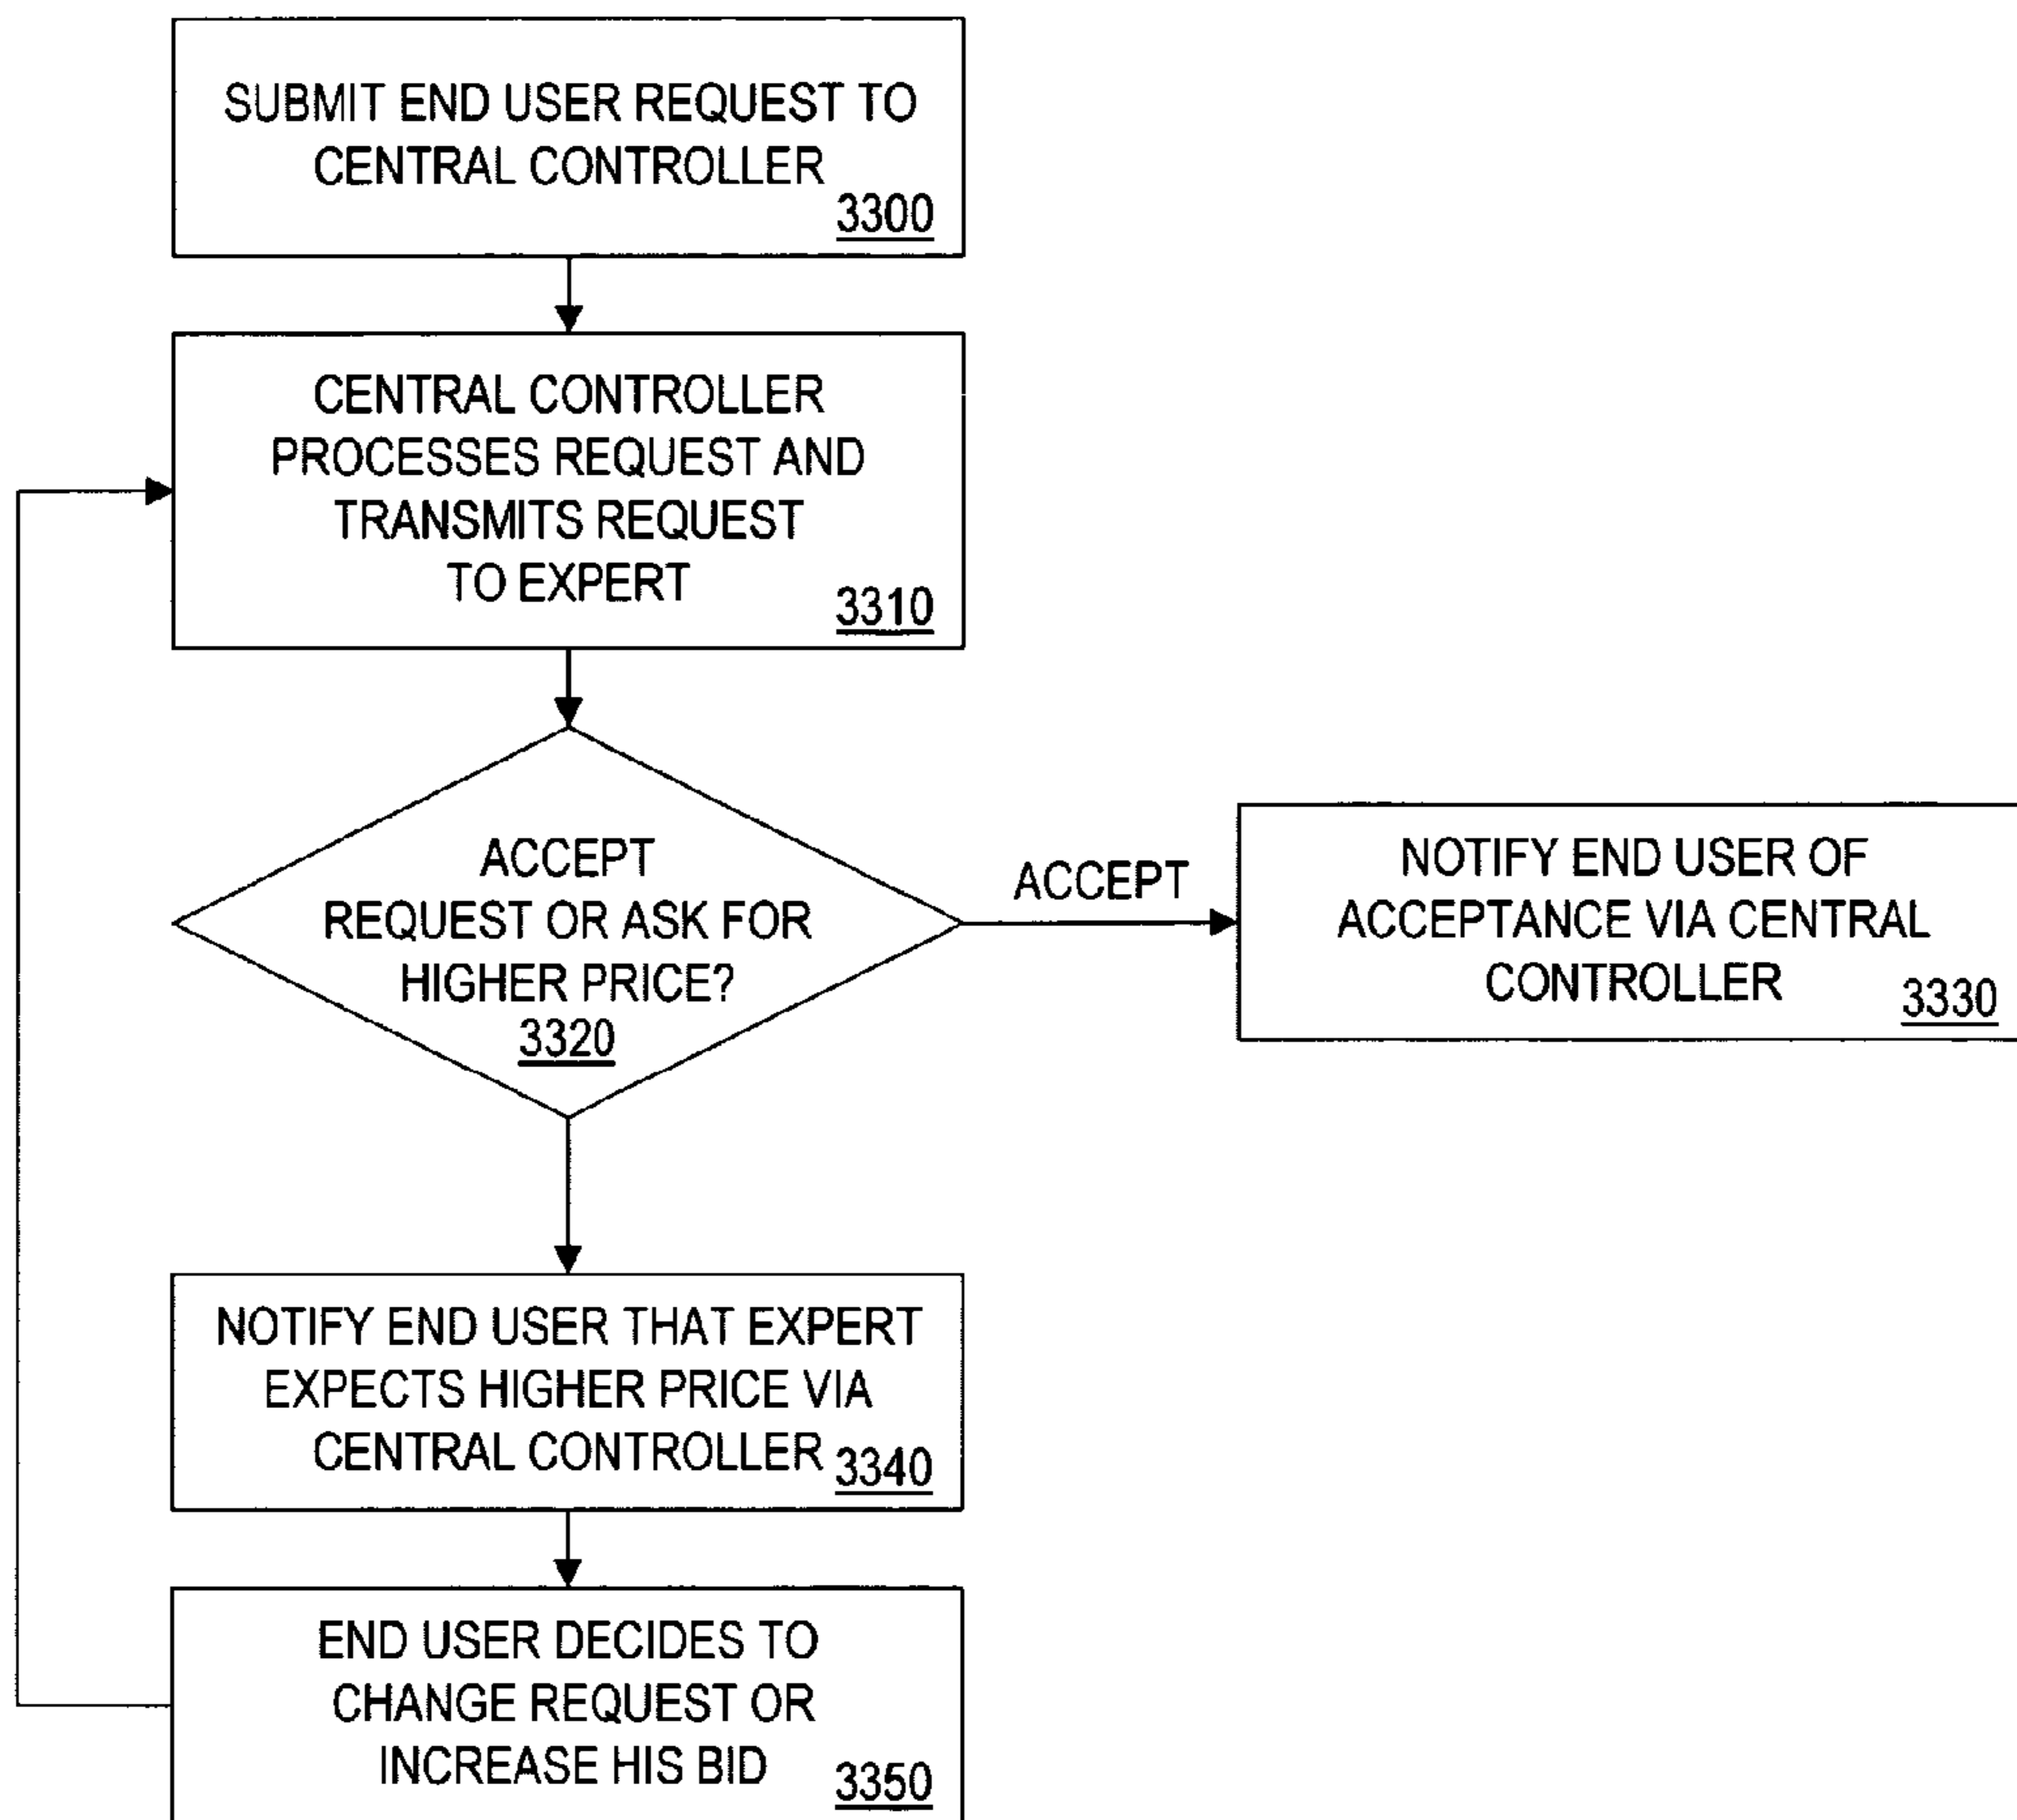 SUBMIT END USER REQUEST TO
CENTRAL CONTROLLER
3300
CENTRAL CONTROLLER
PROCESSES REQUEST AND
TRANSMITS REQUEST
TO EXPERT
3310
ACCEPT
REQUEST OR ASK FOR
HIGHER PRICE?
3320
ACCEPT
NOTIFY END USER OF
ACCEPTANCE VIA CENTRAL
CONTROLLER
3330
NOTIFY END USER THAT EXPERT
EXPECTS HIGHER PRICE VIA
CENTRAL CONTROLLER 3340
END USER DECIDES TO
CHANGE REQUEST OR
INCREASE HIS BID
3350